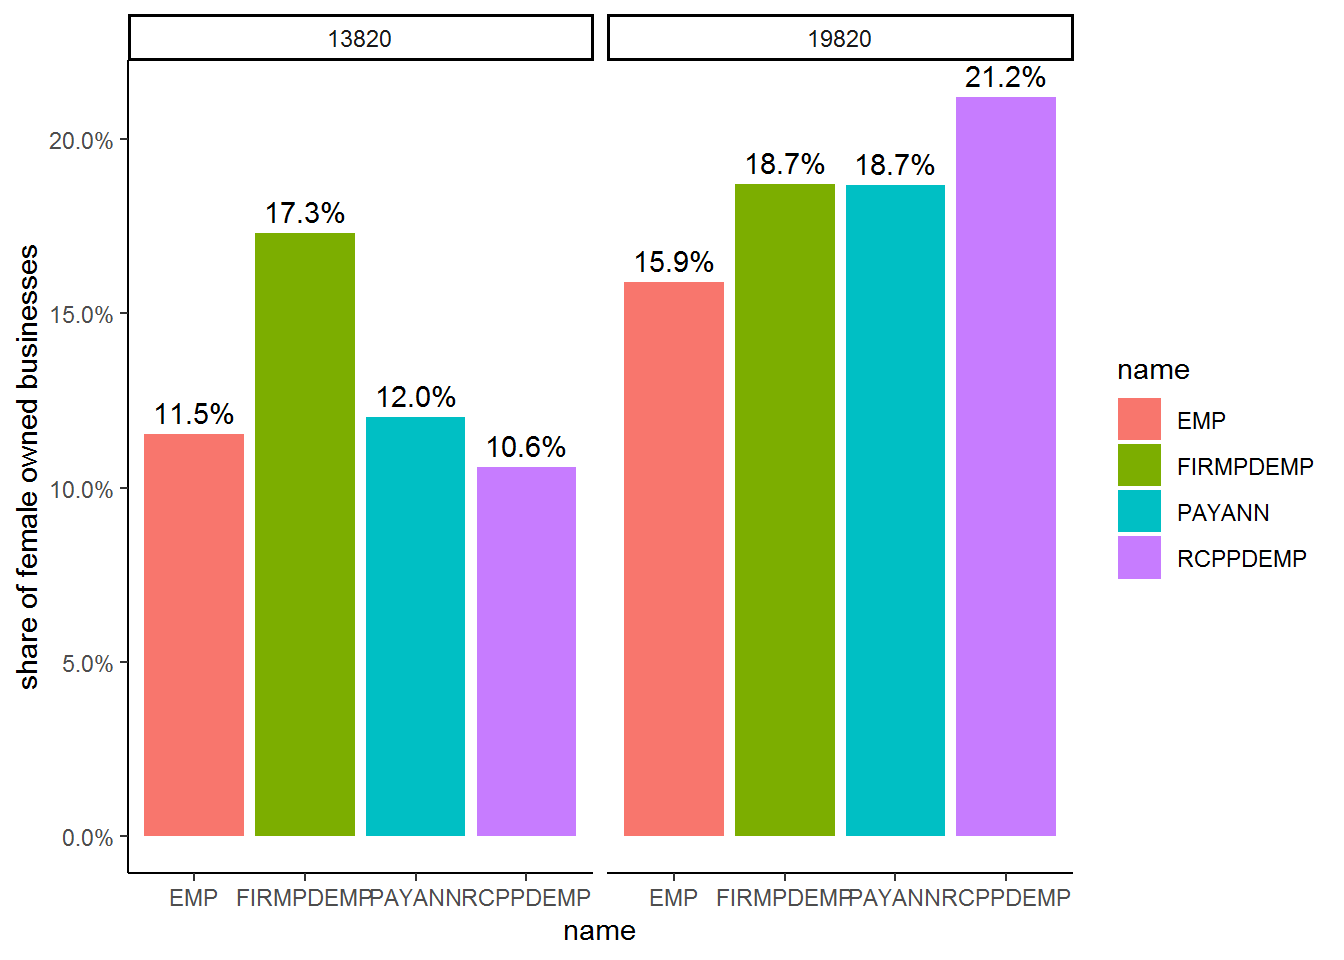 13820
19820
share of female owned businesses
20.0%
15.0%
10.0%
5.0%
0.0%
11.5%
17.3%
12.0%
10.6%
15.9%
18.7%
18.7%
21.2%
EMP FIRMPDEMP PAYANN RCPPDEMP
EMP FIRMPDEMP PAYANN RCPPDEMP
name
name
EMP
FIRMPDEMP
PAYANN
RCPPDEMP